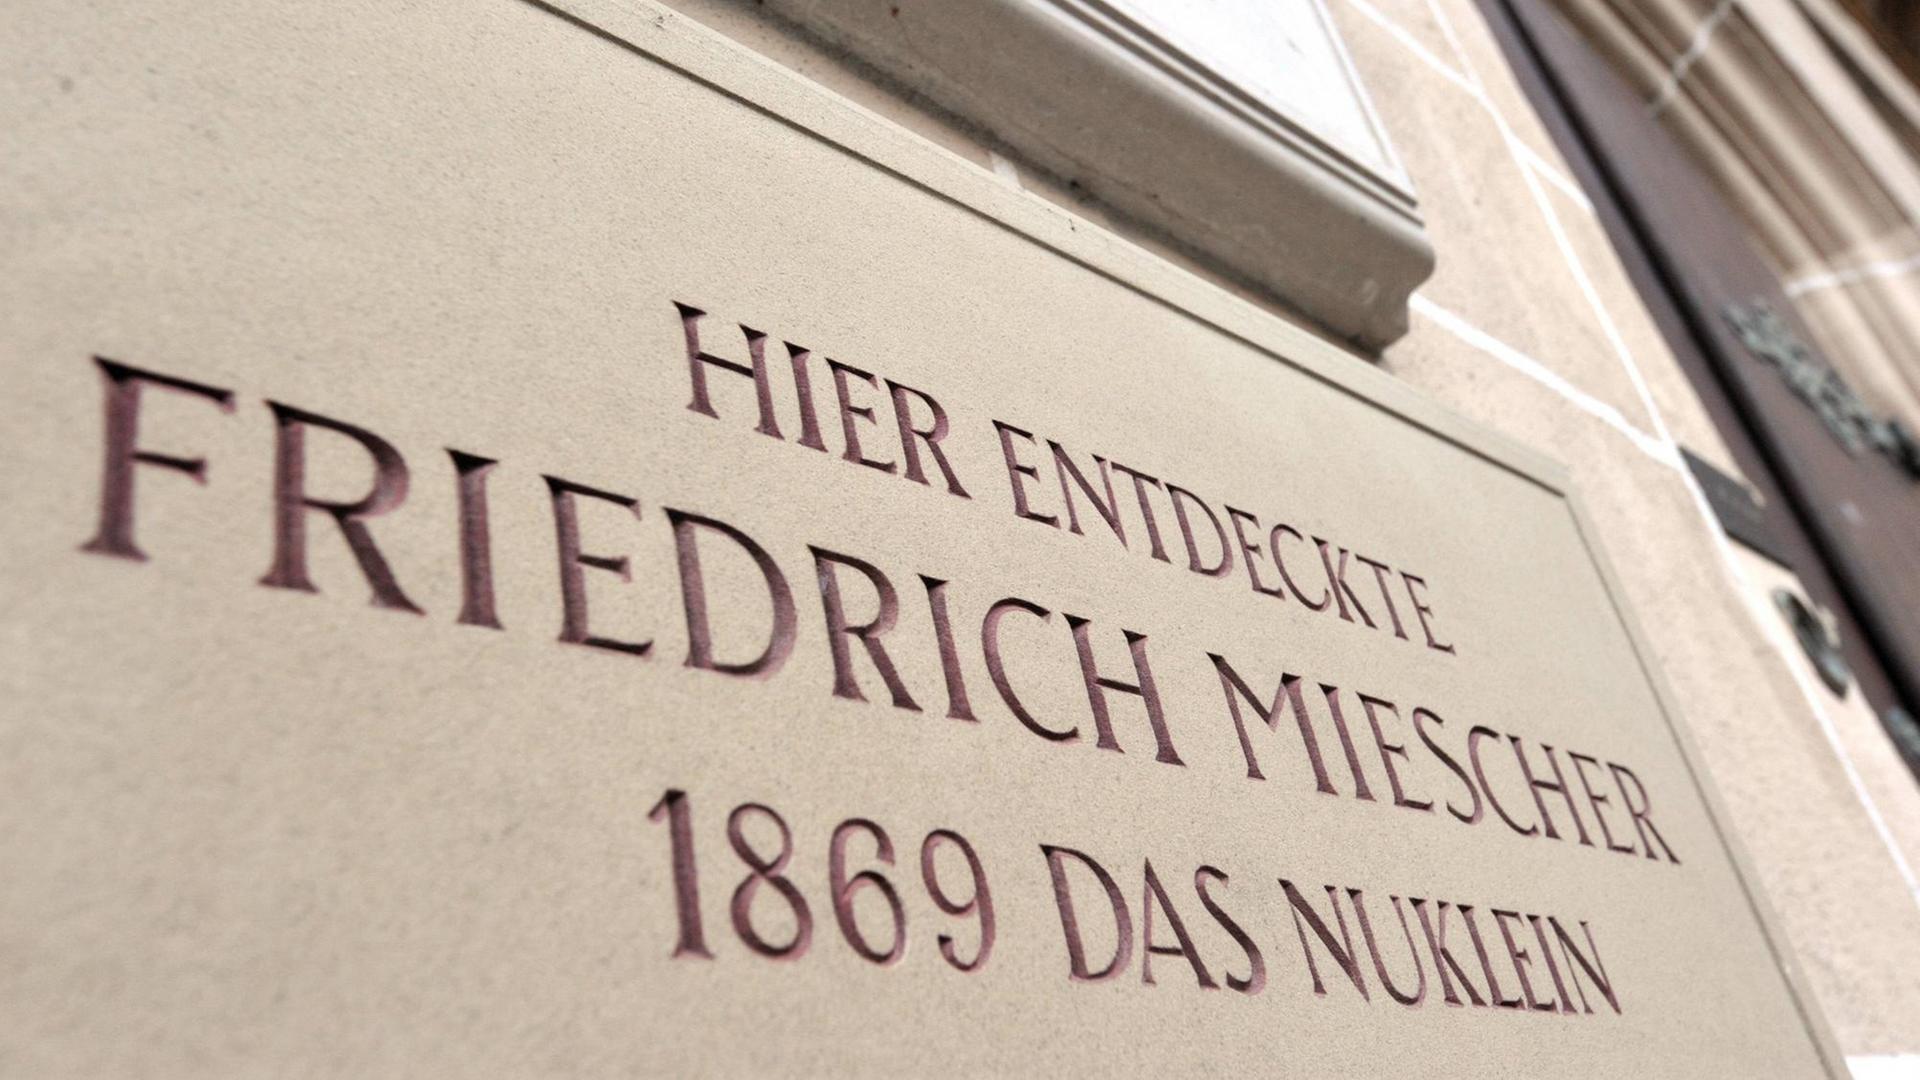 HIER ENTDECKTE
FRIEDRICH MIESCHER
1869 DAS NUKLEIN